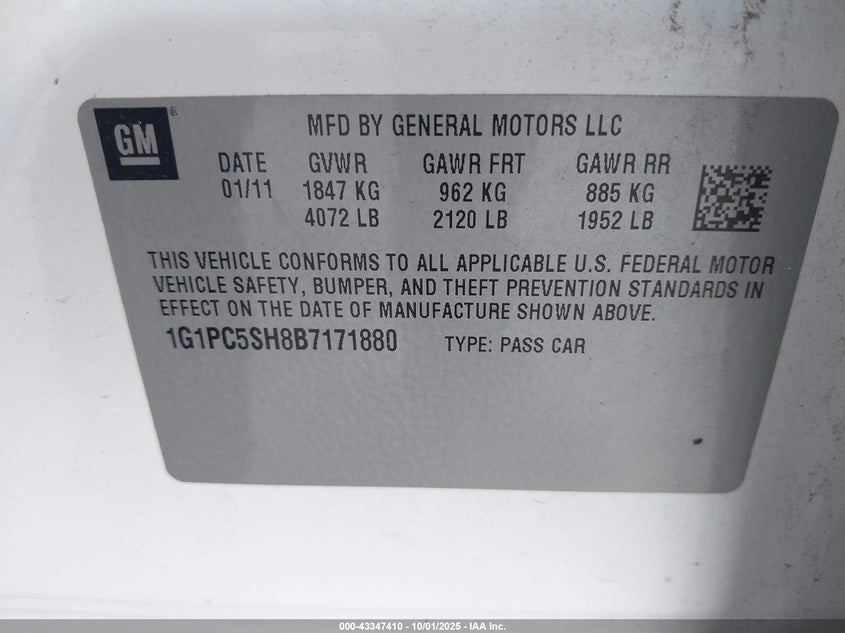 GM ®
MFD BY GENERAL MOTORS LLC
DATE GVWR GAWR FRT GAWR RR
01/11 1847 KG 962 KG 885 KG
4072 LB 2120 LB 1952 LB
THIS VEHICLE CONFORMS TO ALL APPLICABLE U.S. FEDERAL MOTOR
VEHICLE SAFETY, BUMPER, AND THEFT PREVENTION STANDARDS IN
EFFECT ON THE DATE OF MANUFACTURE SHOWN ABOVE.
1G1PC5SH8B7171880 TYPE: PASS CAR
000-43347410 - 10/01/2025 - IAA Inc.